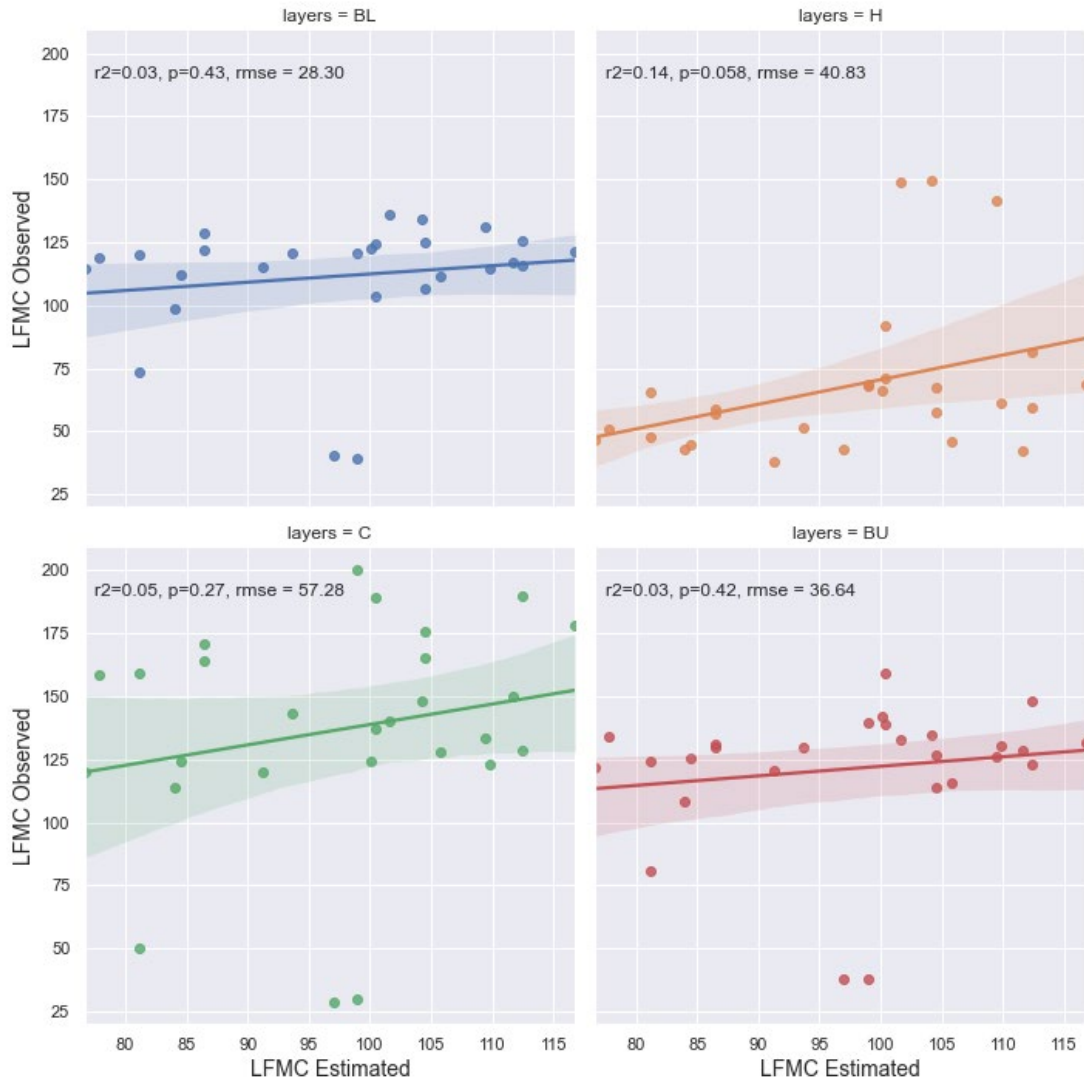 layers = BL
r2=0.03, p=0.43, rmse = 28.30
200
175
150
125
100
75
50
25
LFMC Observed
layers = H
r2=0.14, p=0.058, rmse = 40.83
layers = C
r2=0.05, p=0.27, rmse = 57.28
200
175
150
125
100
75
50
25
LFMC Observed
80 85 90 95 100 105 110 115
LFMC Estimated
layers = BU
r2=0.03, p=0.42, rmse = 36.64
80 85 90 95 100 105 110 115
LFMC Estimated